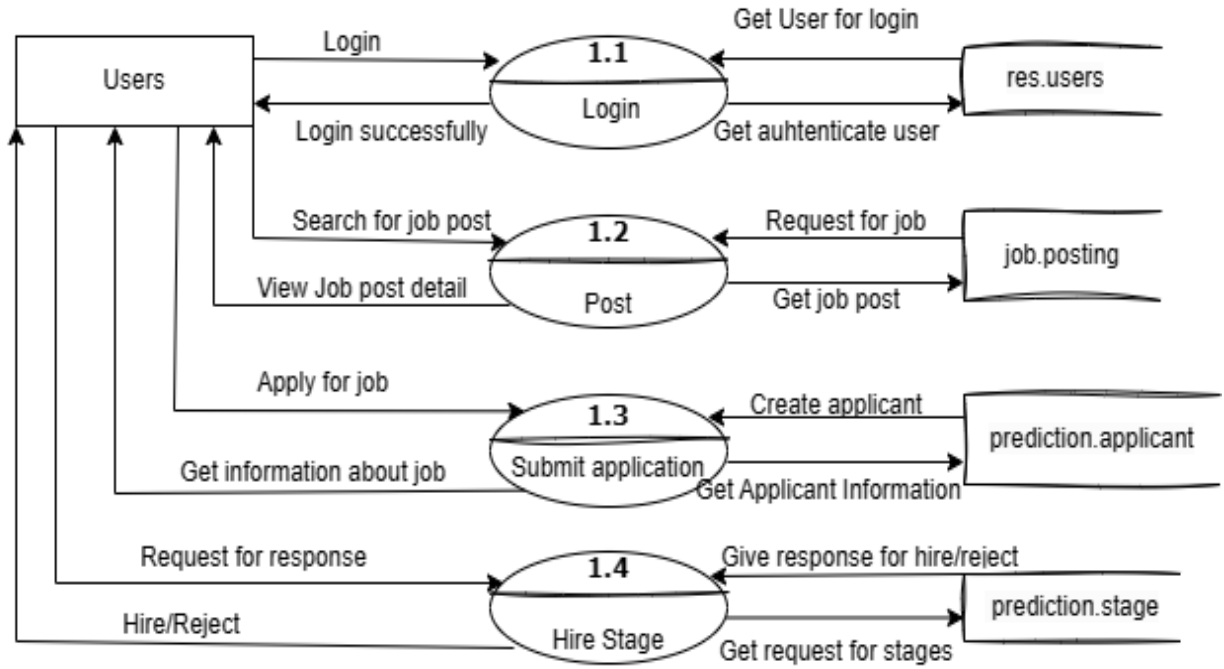 Get User for login
Login
1.1
Users
res.users
Login
Login successfully
Get auhtenticate user
Search for job post
1.2
Request for job
job.posting
View Job post detail
Post
Get job post
Apply for job
1.3
Create applicant
prediction.applicant
Get information about job
Submit application
Get Applicant Information
Request for response
1.4
Give response for hire/reject
prediction.stage
Hire/Reject
Hire Stage
Get request for stages